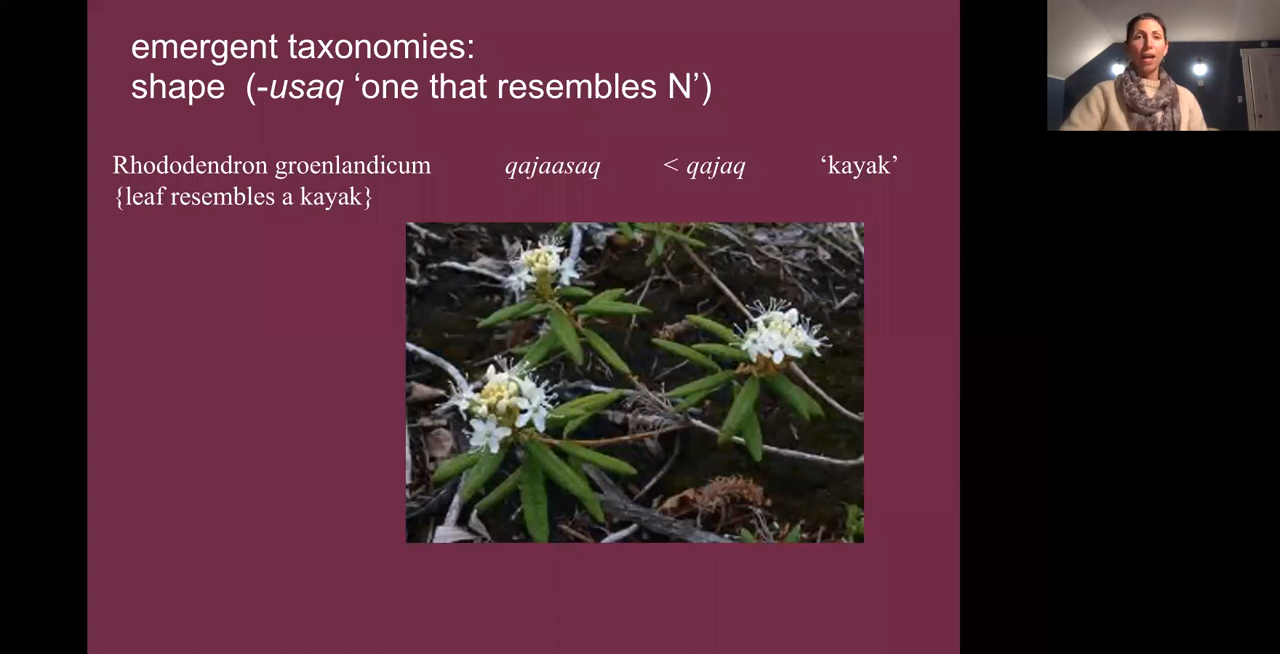 emergent taxonomies:
shape (-usaq ‘one that resembles N’)
Rhododendron groenlandicum qajaasaq < qajaq ‘kayak’
{leaf resembles a kayak}